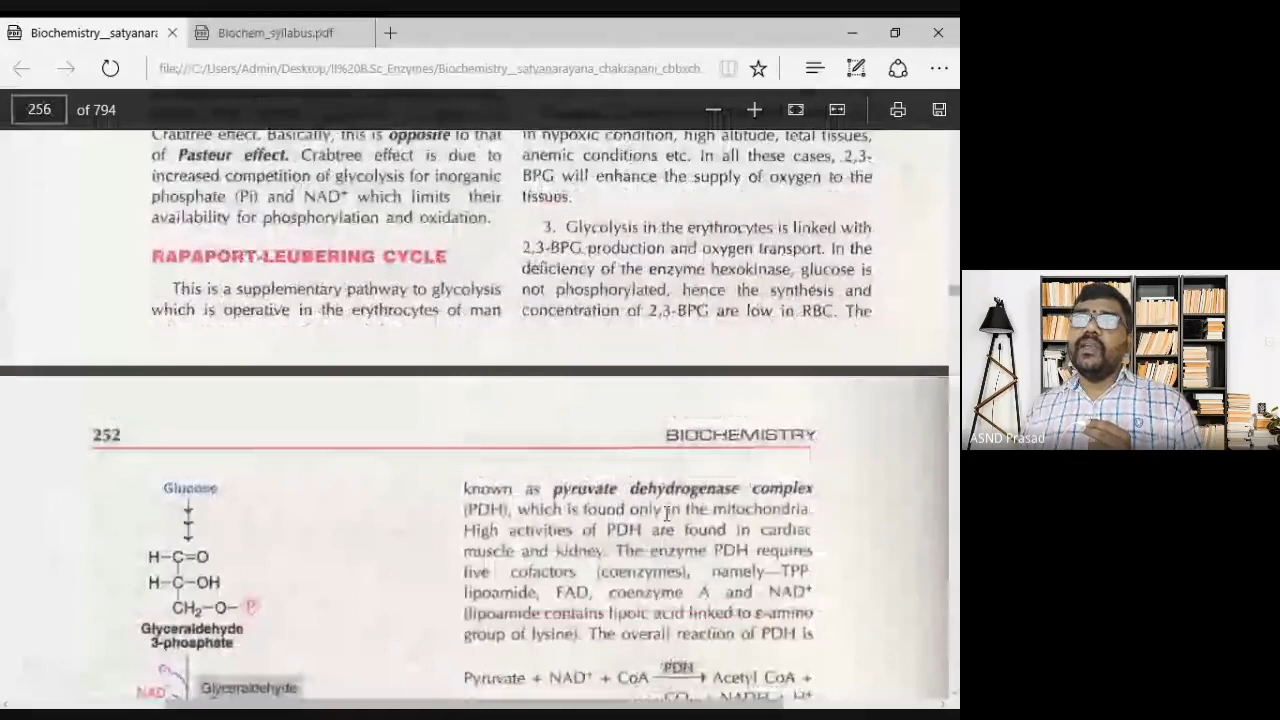 Biochemistry__satyanara
Biochem_syllabus.pdf
file:///C:/Users/Admin/Desktop/II%20B.Sc_Enzymes/Biochemistry__satyanarayana_chakrapani_cbbxch.
256
of 794
Crabtree effect. Basically, this is opposite to that
of Pasteur effect. Crabtree effect is due to
increased competition of glycolysis for inorganic
phosphate (Pi) and NAD+ which limits their
availability for phosphorylation and oxidation.
RAPAPORT-LEUBERING CYCLE
This is a supplementary pathway to glycolysis
which is operative in the erythrocytes of man
in hypoxic condition, high altitude, fetal tissues,
anemic conditions etc. In all these cases, 2,3-
BPG will enhance the supply of oxygen to the
tissues.
3. Glycolysis in the erythrocytes is linked with
2,3-BPG production and oxygen transport. In the
deficiency of the enzyme hexokinase, glucose is
not phosphorylated, hence the synthesis and
concentration of 2,3-BPG are low in RBC. The
252
BIOCHEMISTRY
Glucose
H–C=O
H–C–OH
CH2–O–P
Glyceraldehyde
3-phosphate
Pi
NAD+
Glyceraldehyde
known as pyruvate dehydrogenase complex
(PDH), which is found only in the mitochondria.
High activities of PDH are found in cardiac
muscle and kidney. The enzyme PDH requires
five cofactors (coenzymes), namely—TPP
lipoamide, FAD, coenzyme A and NAD+
(lipoamide contains lipoic acid linked to ε-amino
group of lysine). The overall reaction of PDH is
PDH
Pyruvate + NAD+ + CoA → Acetyl CoA +
CO2 + NADH + H+
ASND Prasad